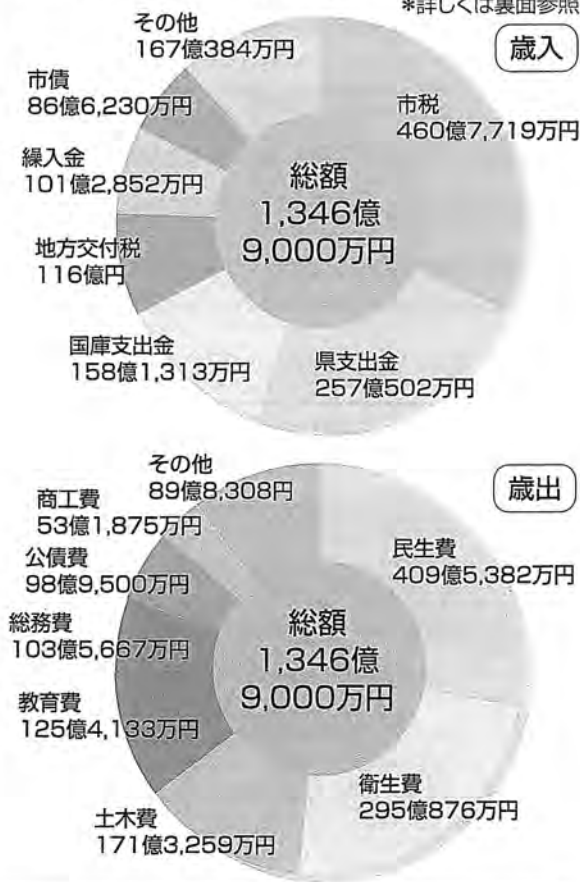 *詳しくは裏面参照
歳入
その他
167億384万円
市債
86億6,230万円
繰入金
101億2,852万円
地方交付税
116億円
国庫支出金
158億1,313万円
県支出金
257億502万円
市税
460億7,719万円
総額
1,346億
9,000万円
歳出
その他
89億8,308円
商工費
53億1,875万円
公債費
98億9,500万円
総務費
103億5,667万円
教育費
125億4,133万円
土木費
171億3,259万円
衛生費
295億876万円
民生費
409億5,382万円
総額
1,346億
9,000万円